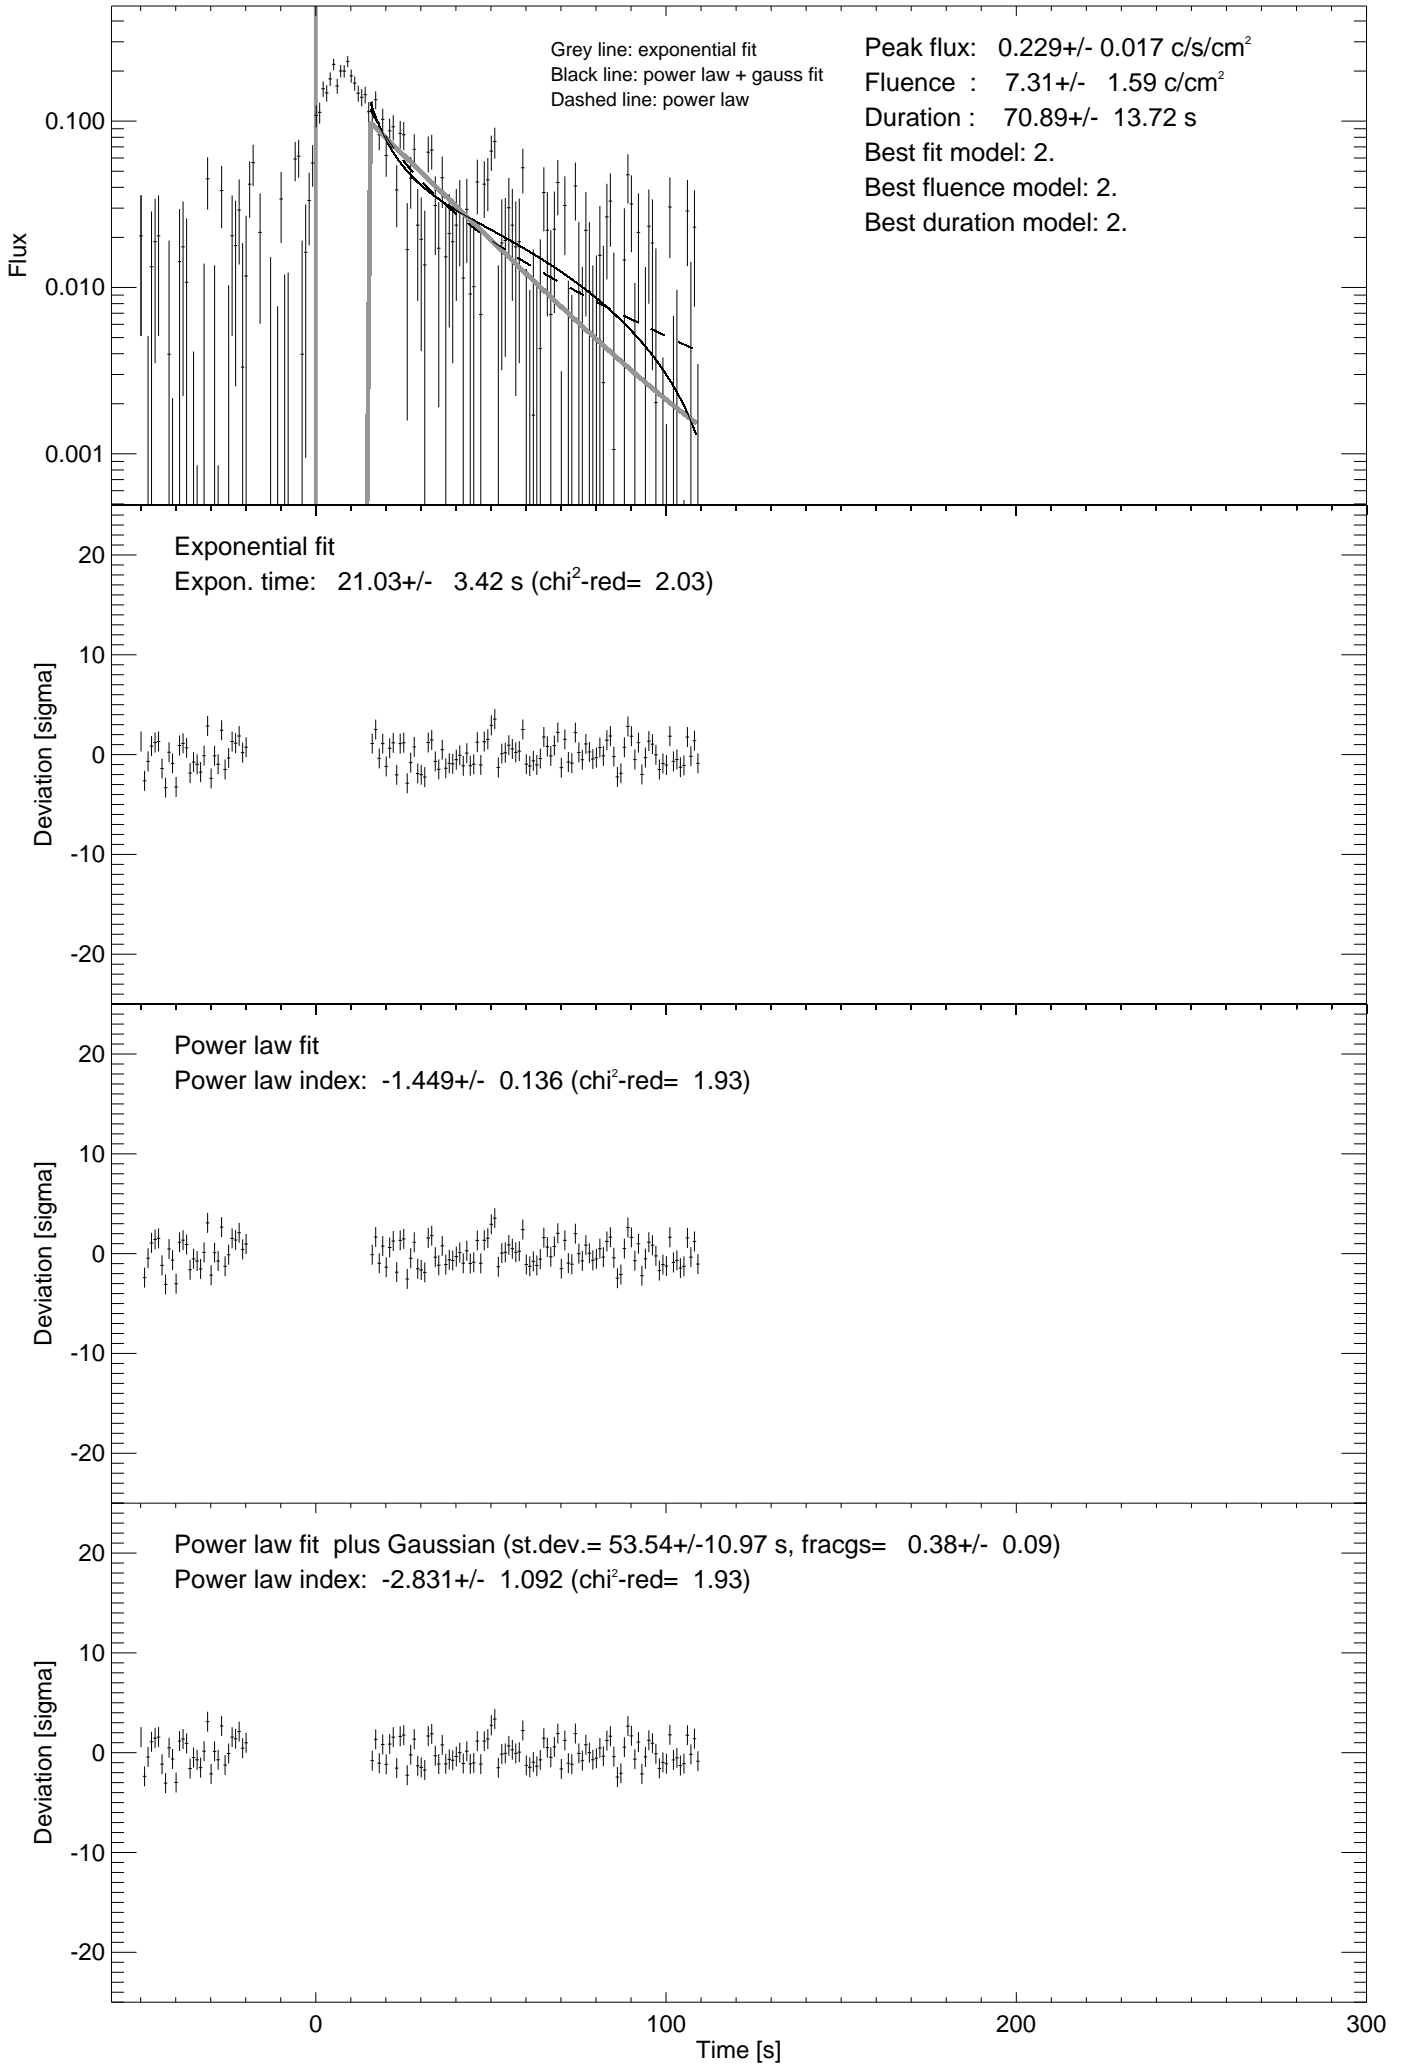 Grey line: exponential fit
Black line: power law + gauss fit
Dashed line: power law
Peak flux: 0.229+/- 0.017 c/s/cm²
Fluence : 7.31+/- 1.59 c/cm²
Duration : 70.89+/- 13.72 s
Best fit model: 2.
Best fluence model: 2.
Best duration model: 2.
0.100
0.010
0.001
Flux
Exponential fit
Expon. time: 21.03+/- 3.42 s (chi²-red= 2.03)
20
10
0
-10
-20
Deviation [sigma]
Power law fit
Power law index: -1.449+/- 0.136 (chi²-red= 1.93)
20
10
0
-10
-20
Deviation [sigma]
Power law fit plus Gaussian (st.dev.= 53.54+/-10.97 s, fracgs= 0.38+/- 0.09)
Power law index: -2.831+/- 1.092 (chi²-red= 1.93)
20
10
0
-10
-20
Deviation [sigma]
0 100 200 300
Time [s]